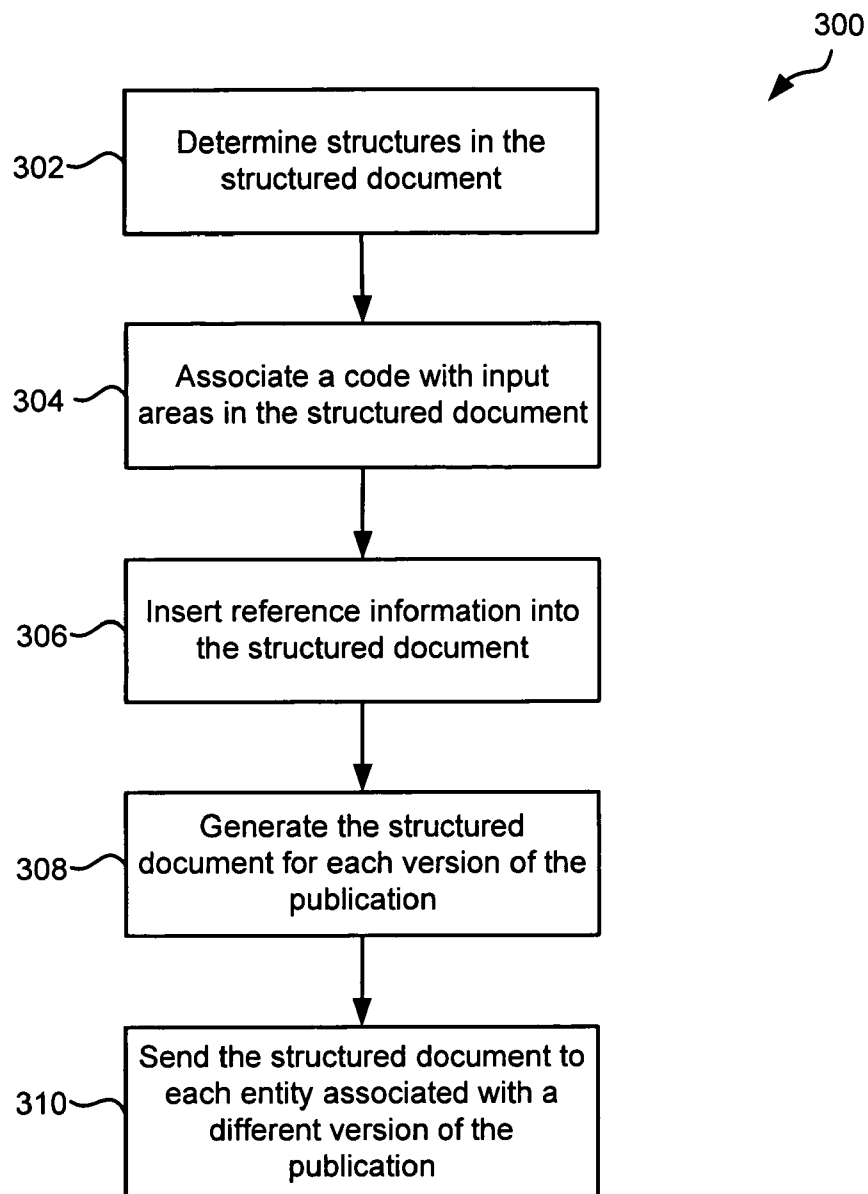 300
302
Determine structures in the
structured document
304
Associate a code with input
areas in the structured document
306
Insert reference information into
the structured document
308
Generate the structured
document for each version of the
publication
310
Send the structured document to
each entity associated with a
different version of the
publication